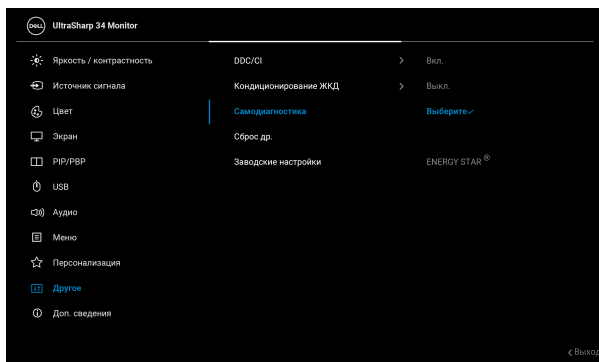 DELL UltraSharp 34 Monitor
Яркость / контрастность DDC/CI Вкл.
Источник сигнала Кондиционирование ЖКД Выкл.
Цвет Самодиагностика Выберите
Экран Сброс др.
PIP/PBP Заводские настройки ENERGY STAR ®
USB
Аудио
Меню
Персонализация
Другое
Доп. сведения
Выход